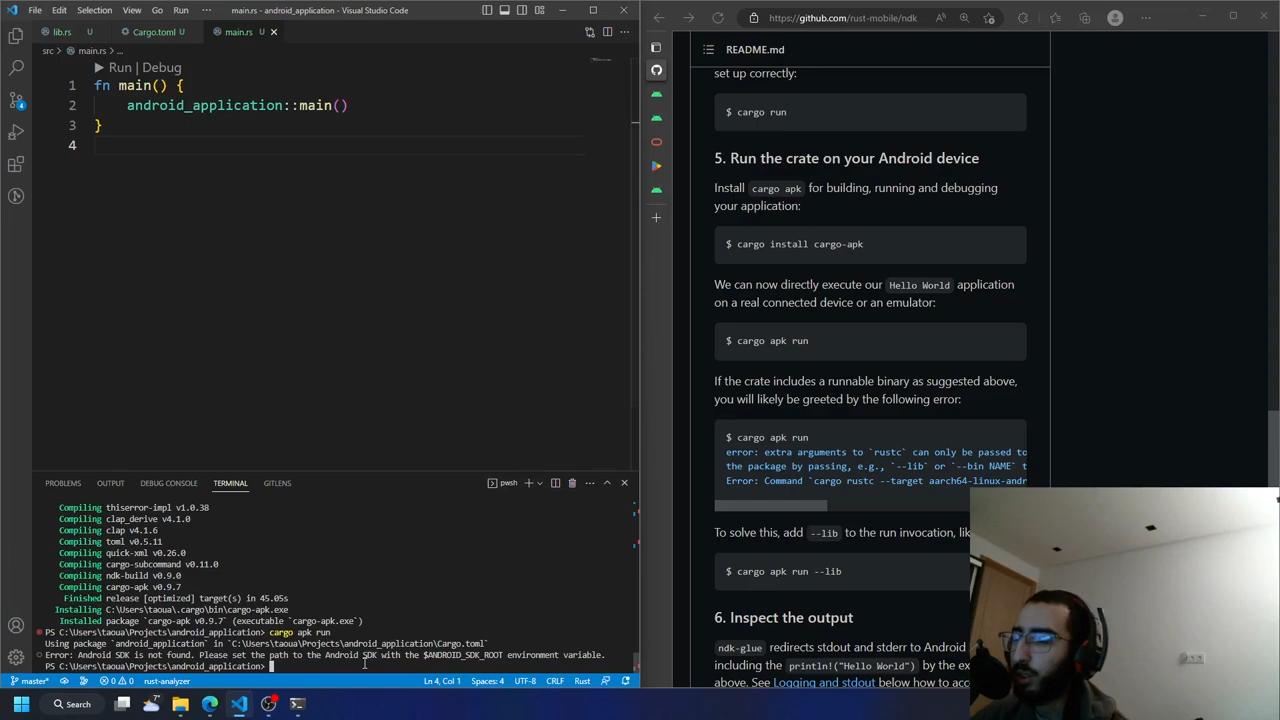 File Edit Selection View Go Run ··· main.rs - android_application - Visual Studio Code
lib.rs U Cargo.toml U main.rs U
src > main.rs > ...
Run | Debug
1 fn main() {
2 android_application::main()
3 }
4
PROBLEMS OUTPUT DEBUG CONSOLE TERMINAL GITLENS pwsh
Compiling thiserror-impl v1.0.38
Compiling clap_derive v4.1.0
Compiling clap v4.1.6
Compiling toml v0.5.11
Compiling quick-xml v0.26.0
Compiling cargo-subcommand v0.11.0
Compiling ndk-build v0.9.0
Compiling cargo-apk v0.9.7
Finished release [optimized] target(s) in 45.05s
Installing C:\Users\taoua\.cargo\bin\cargo-apk.exe
Installed package `cargo-apk v0.9.7` (executable `cargo-apk.exe`)
PS C:\Users\taoua\Projects\android_application> cargo apk run
Using package `android_application` in `C:\Users\taoua\Projects\android_application\Cargo.toml`
Error: Android SDK is not found. Please set the path to the Android SDK with the $ANDROID_SDK_ROOT environment variable.
PS C:\Users\taoua\Projects\android_application>
master* 0 0 rust-analyzer Ln 4, Col 1 Spaces: 4 UTF-8 CRLF Rust
Search 7°
https://github.com/rust-mobile/ndk
README.md
set up correctly:
$ cargo run
5. Run the crate on your Android device
Install cargo apk for building, running and debugging
your application:
$ cargo install cargo-apk
We can now directly execute our Hello World application
on a real connected device or an emulator:
$ cargo apk run
If the crate includes a runnable binary as suggested above,
you will likely be greeted by the following error:
$ cargo apk run
error: extra arguments to `rustc` can only be passed to
the package by passing, e.g., `--lib` or `--bin NAME` t
Error: Command `cargo rustc --target aarch64-linux-andr
To solve this, add --lib to the run invocation, lik
$ cargo apk run --lib
6. Inspect the output
ndk-glue redirects stdout and stderr to Android
including the println!("Hello World") by the ex
above. See Logging and stdout below how to acc